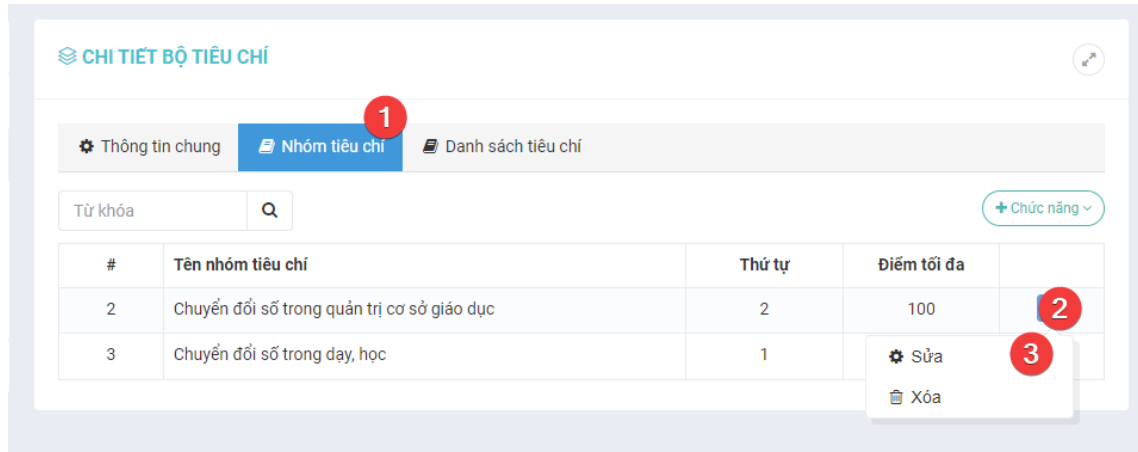 CHI TIẾT BỘ TIÊU CHÍ
1
Thông tin chung Nhóm tiêu chí Danh sách tiêu chí
Từ khóa + Chức năng
# Tên nhóm tiêu chí Thứ tự Điểm tối đa
2 Chuyển đổi số trong quản trị cơ sở giáo dục 2 100 2
3 Chuyển đổi số trong dạy, học 1
Sửa 3
Xóa